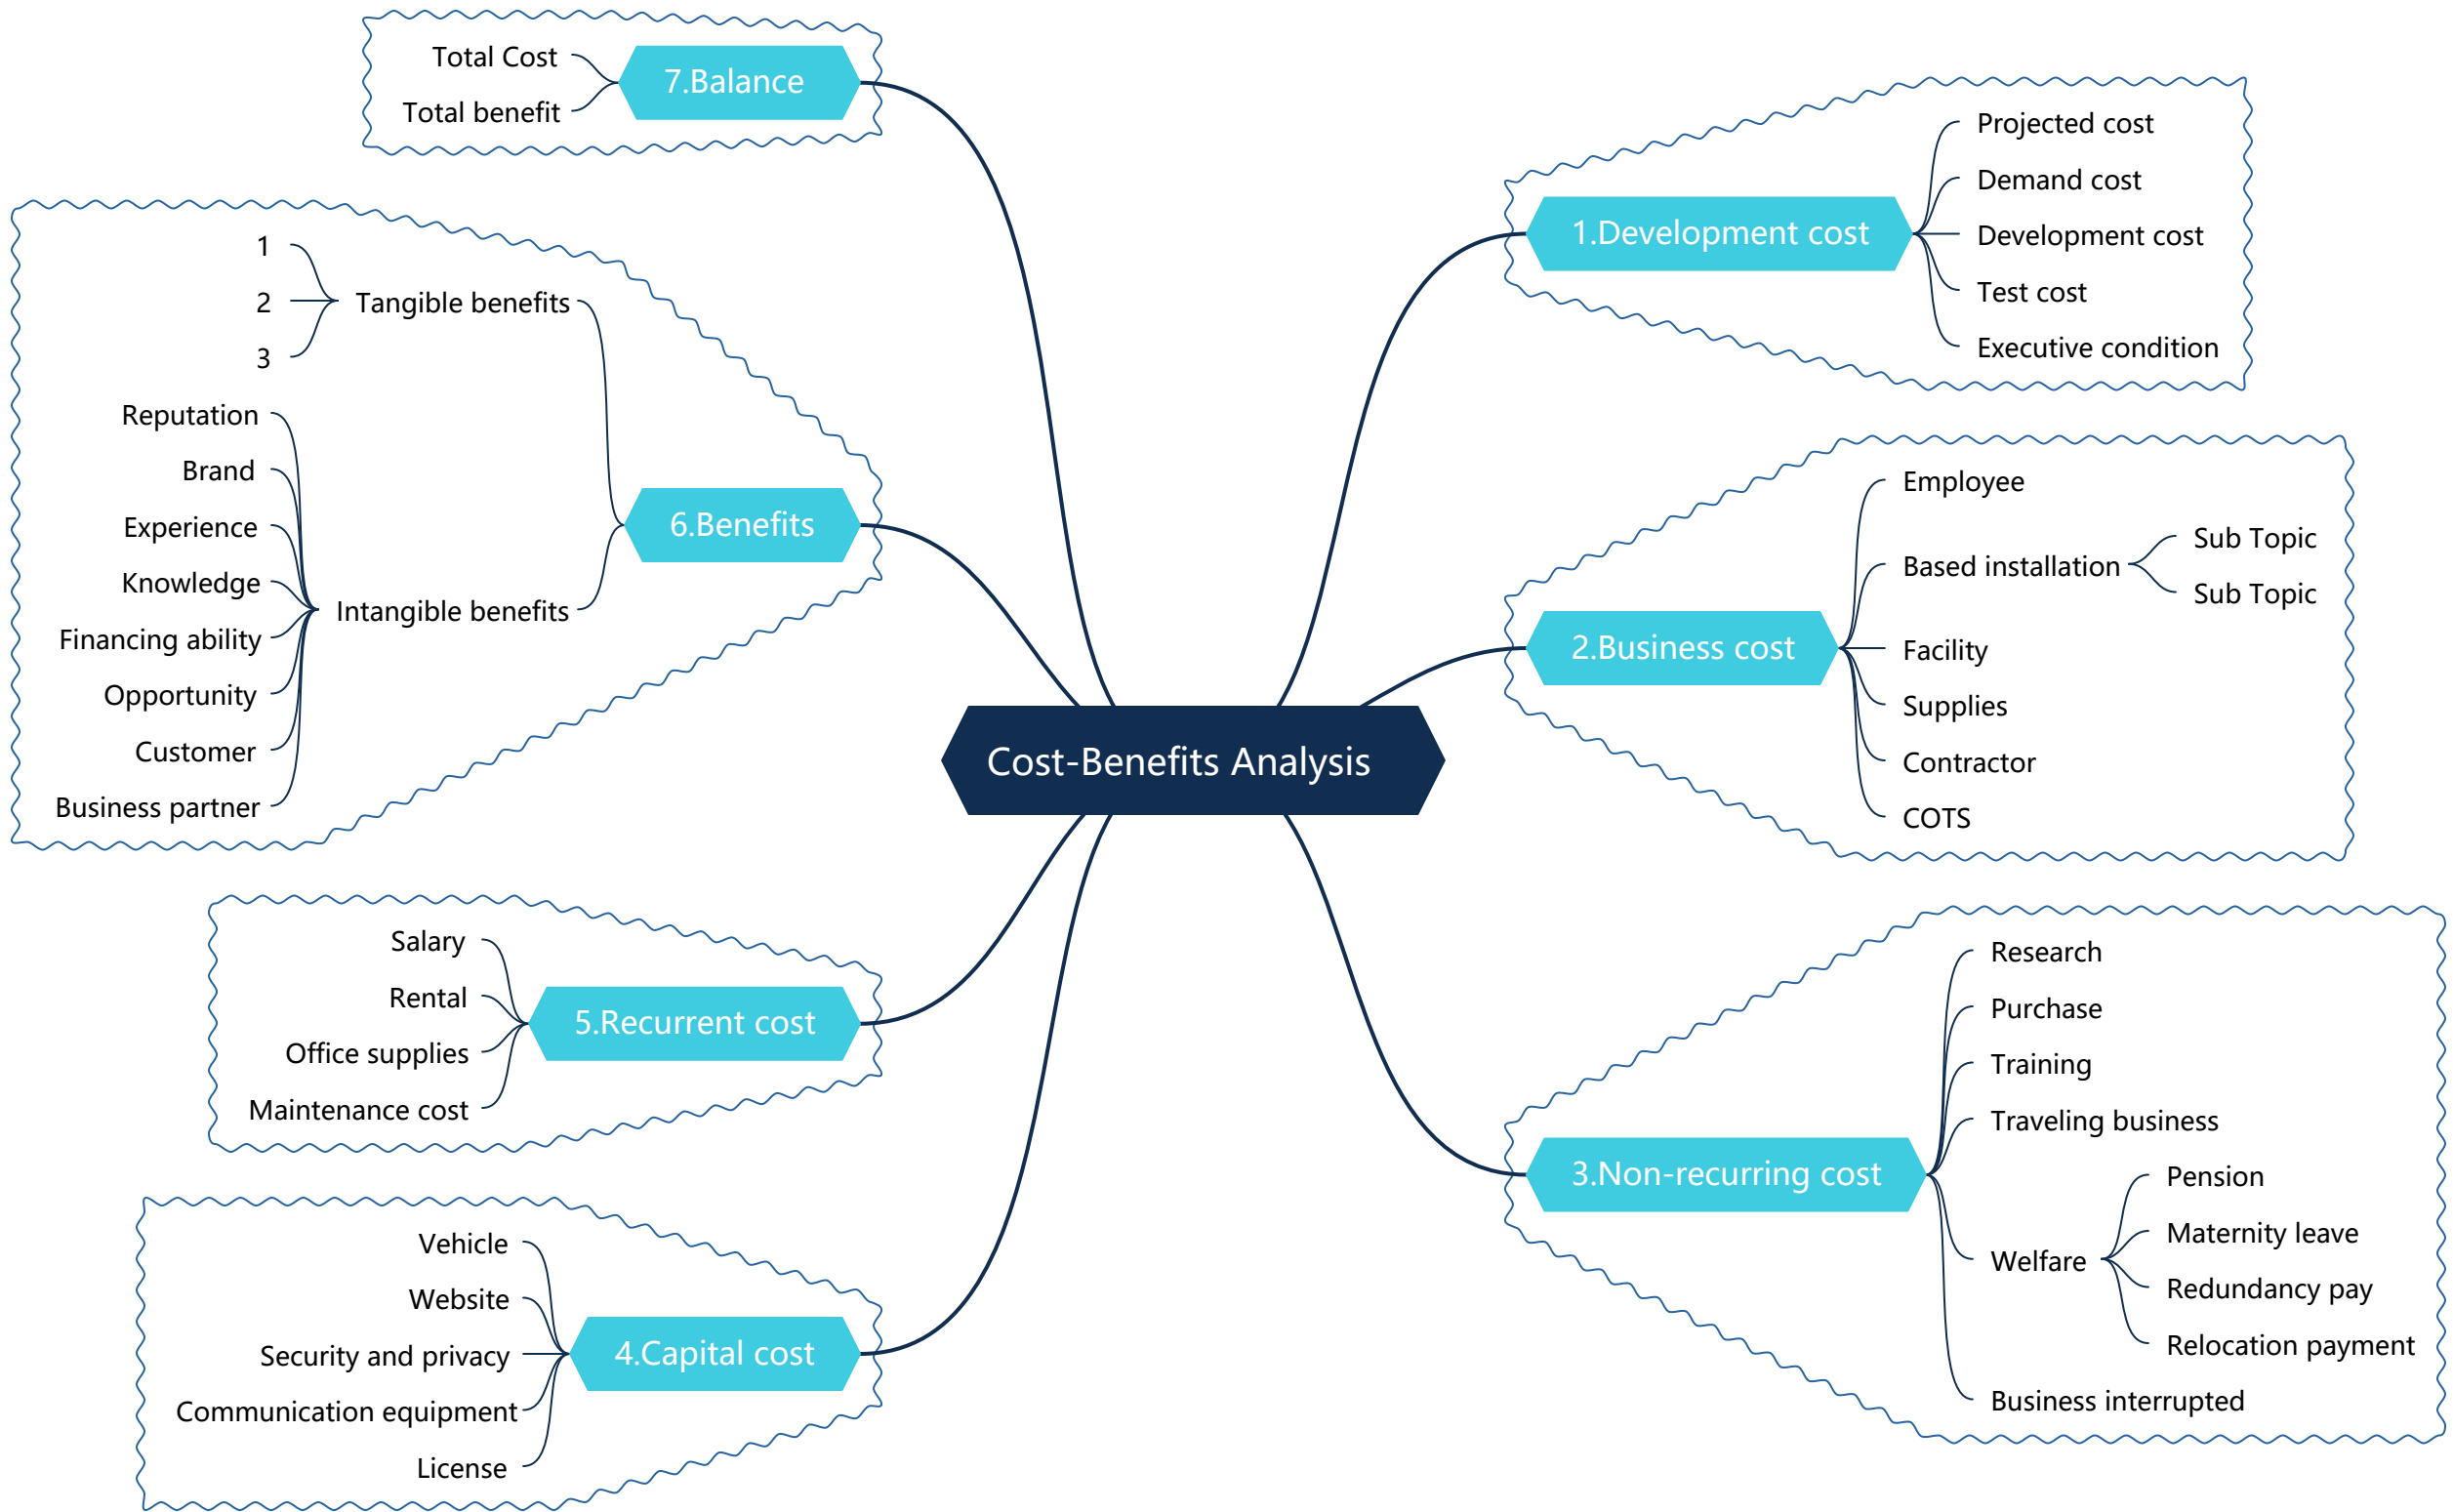 Cost-Benefits Analysis
1.Development cost
Projected cost
Demand cost
Development cost
Test cost
Executive condition
2.Business cost
Employee
Based installation
Sub Topic
Sub Topic
Facility
Supplies
Contractor
COTS
3.Non-recurring cost
Research
Purchase
Training
Traveling business
Welfare
Pension
Maternity leave
Redundancy pay
Relocation payment
Business interrupted
4.Capital cost
Vehicle
Website
Security and privacy
Communication equipment
License
5.Recurrent cost
Salary
Rental
Office supplies
Maintenance cost
6.Benefits
Tangible benefits
1
2
3
Intangible benefits
Reputation
Brand
Experience
Knowledge
Financing ability
Opportunity
Customer
Business partner
7.Balance
Total Cost
Total benefit